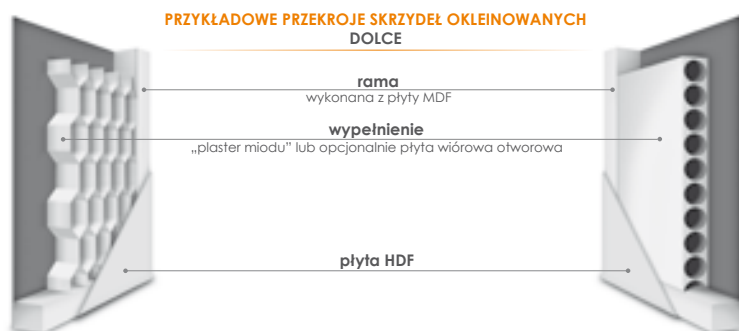 PRZYKŁADOWE PRZEKROJE SKRZYDEŁ OKLEINOWANYCH
DOLCE
rama
wykonana z płyty MDF
wypełnienie
„plaster miodu” lub opcjonalnie płyta wiórowa otworowa
płyta HDF